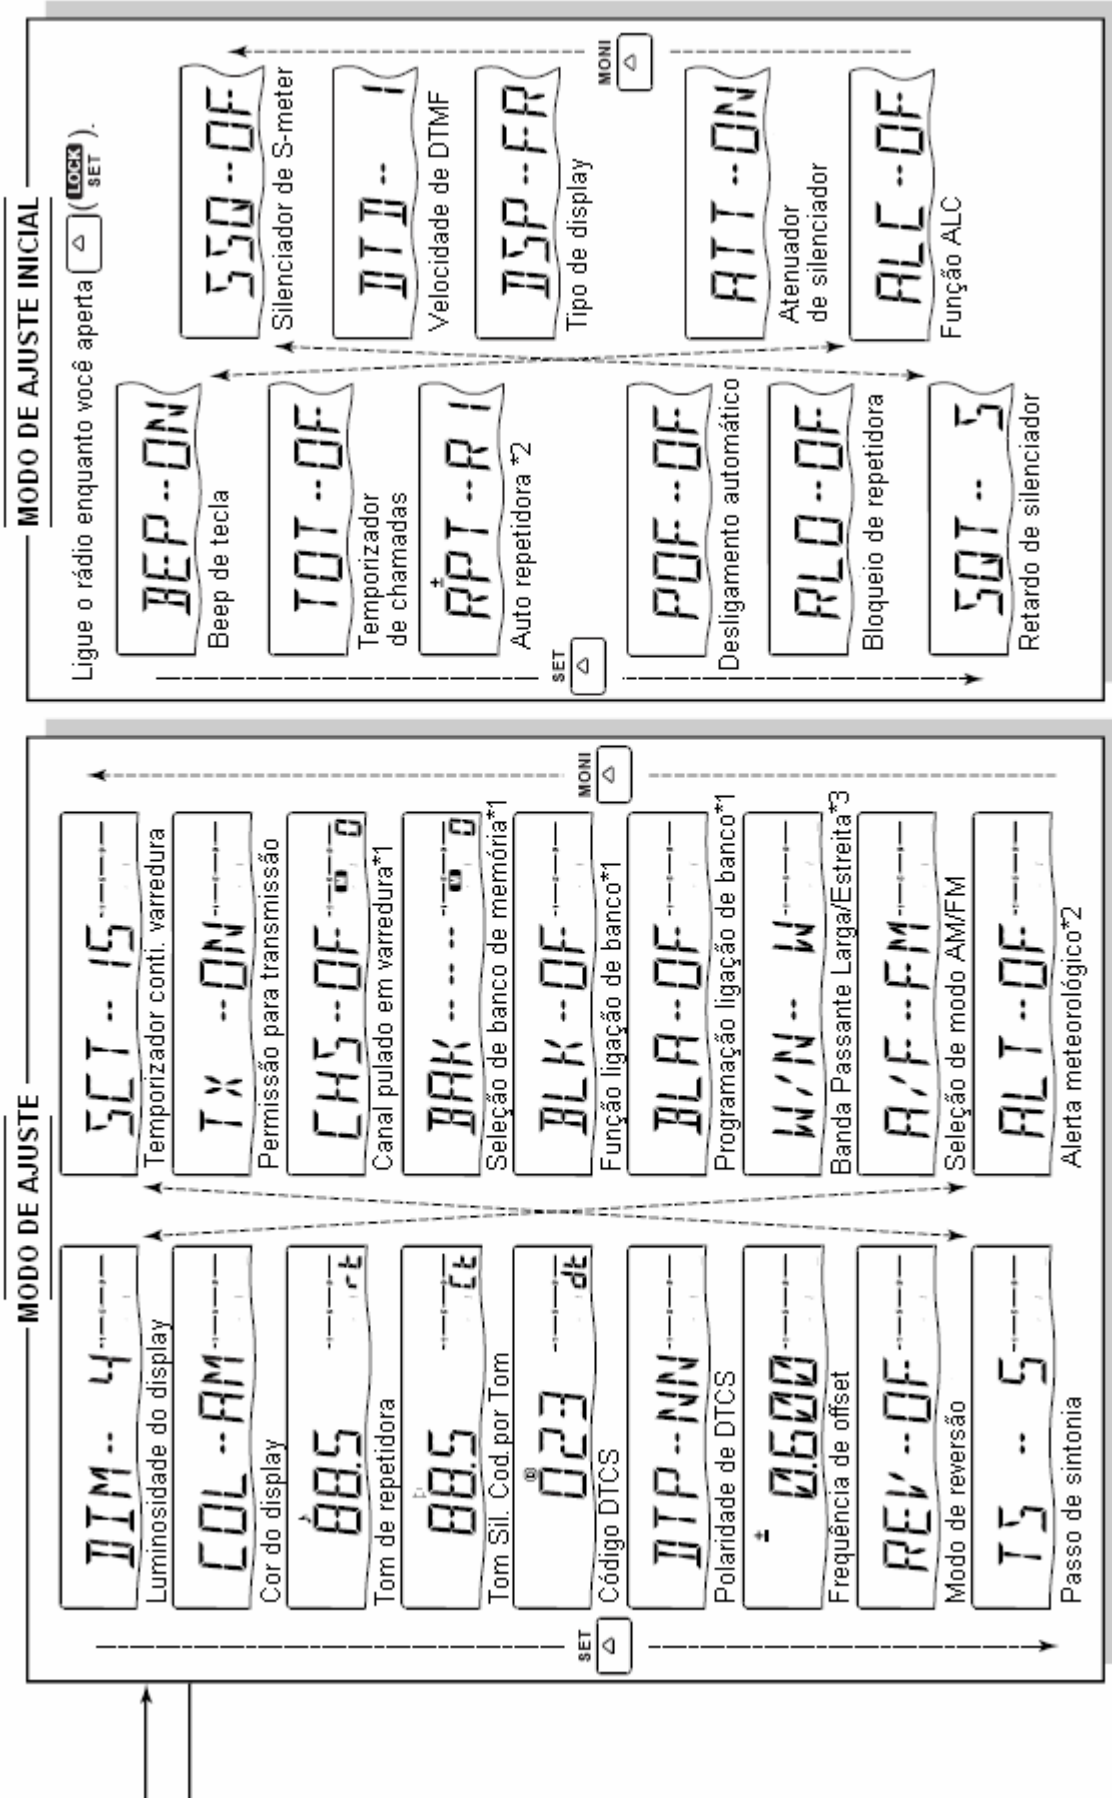 MODO DE AJUSTE
DIM -- 4
Luminosidade do display
COL -- AM
Cor do display
88.5 rt
Tom de repetidora
88.5 Ct
Tom Sil. Cod.por Tom
023 dt
Código DTCS
DTP -- NN
Polaridade de DTCS
± 0.600
Frequência de offset
REV -- OF
Modo de reversão
TS -- 5
Passo de sintonia
SET
SCT -- 15
Temporizador conti. varredura
TX -- ON
Permissão para transmissão
CHS -- OF M 0
Canal pulado em varredura*1
BAK -- -- M 0
Seleção de banco de memória*1
BLK -- OF
Função ligação de banco*1
BLA -- OF
Programação ligação de banco*1
W/N -- W
Banda Passante Larga/Estreita*3
A/F -- FM
Seleção de modo AM/FM
ALT -- OF
Alerta meteorológico*2
MONI
MODO DE AJUSTE INICIAL
Ligue o rádio enquanto você aperta ( LOCK SET ).
BEP -- ON
Beep de tecla
TOT -- OF
Temporizador
de chamadas
± RPT -- R1
Auto repetidora *2
POF -- OF
Desligamento automático
RLO -- OF
Bloqueio de repetidora
SQT -- S
Retardo de silenciador
SET
SSQ -- OF
Silenciador de S-meter
DTD -- 1
Velocidade de DTMF
DSP -- FR
Tipo de display
ATT -- ON
Atenuador
de silenciador
ALC -- OF
Função ALC
MONI